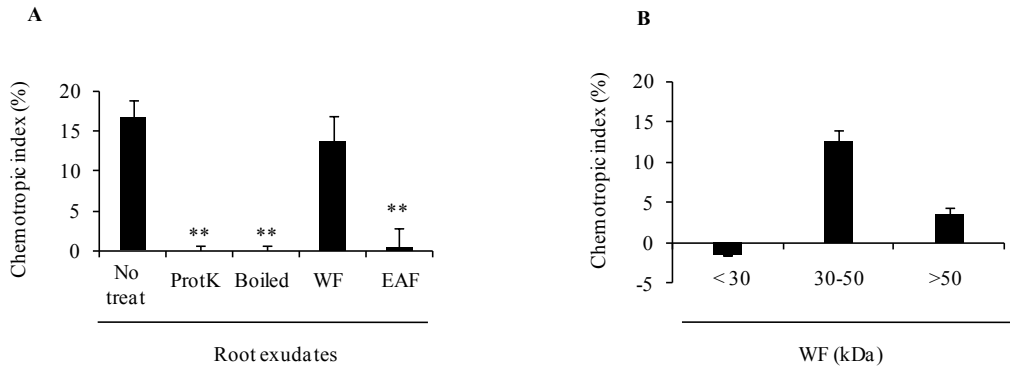 A
Chemotropic index (%)
20
15
10
5
0
**
**
**
No treat
ProtK
Boiled
WF
EAF
Root exudates
B
Chemotropic index (%)
20
15
10
5
0
-5
<30
30-50
>50
WF (kDa)